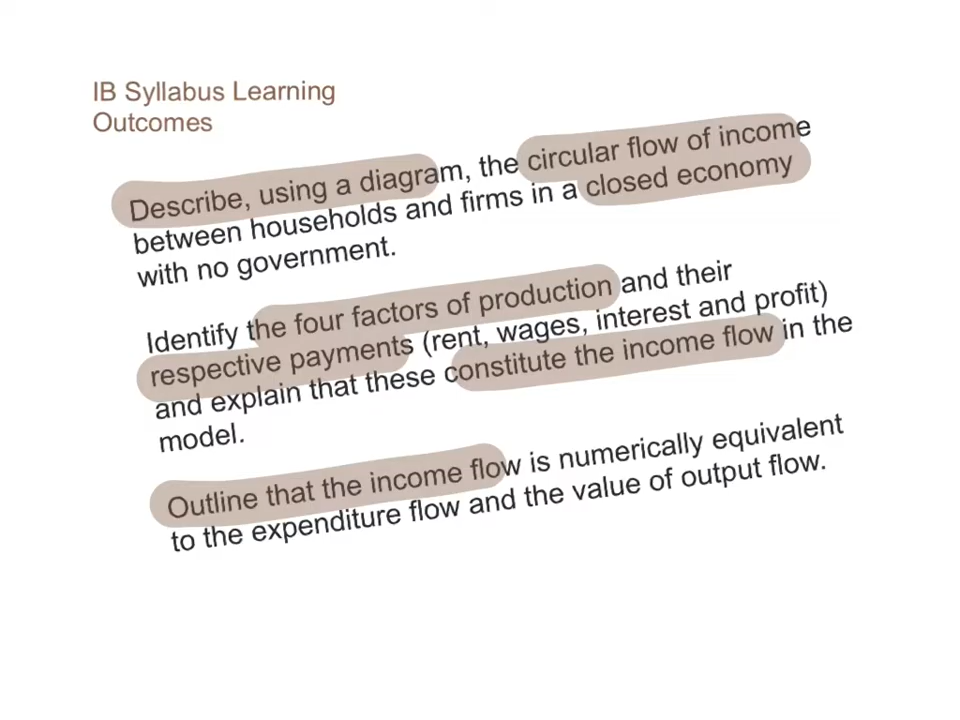 IB Syllabus Learning
Outcomes
Describe, using a diagram, the circular flow of income
between households and firms in a closed economy
with no government.
Identify the four factors of production and their
respective payments (rent, wages, interest and profit)
and explain that these constitute the income flow in the
model.
Outline that the income flow is numerically equivalent
to the expenditure flow and the value of output flow.